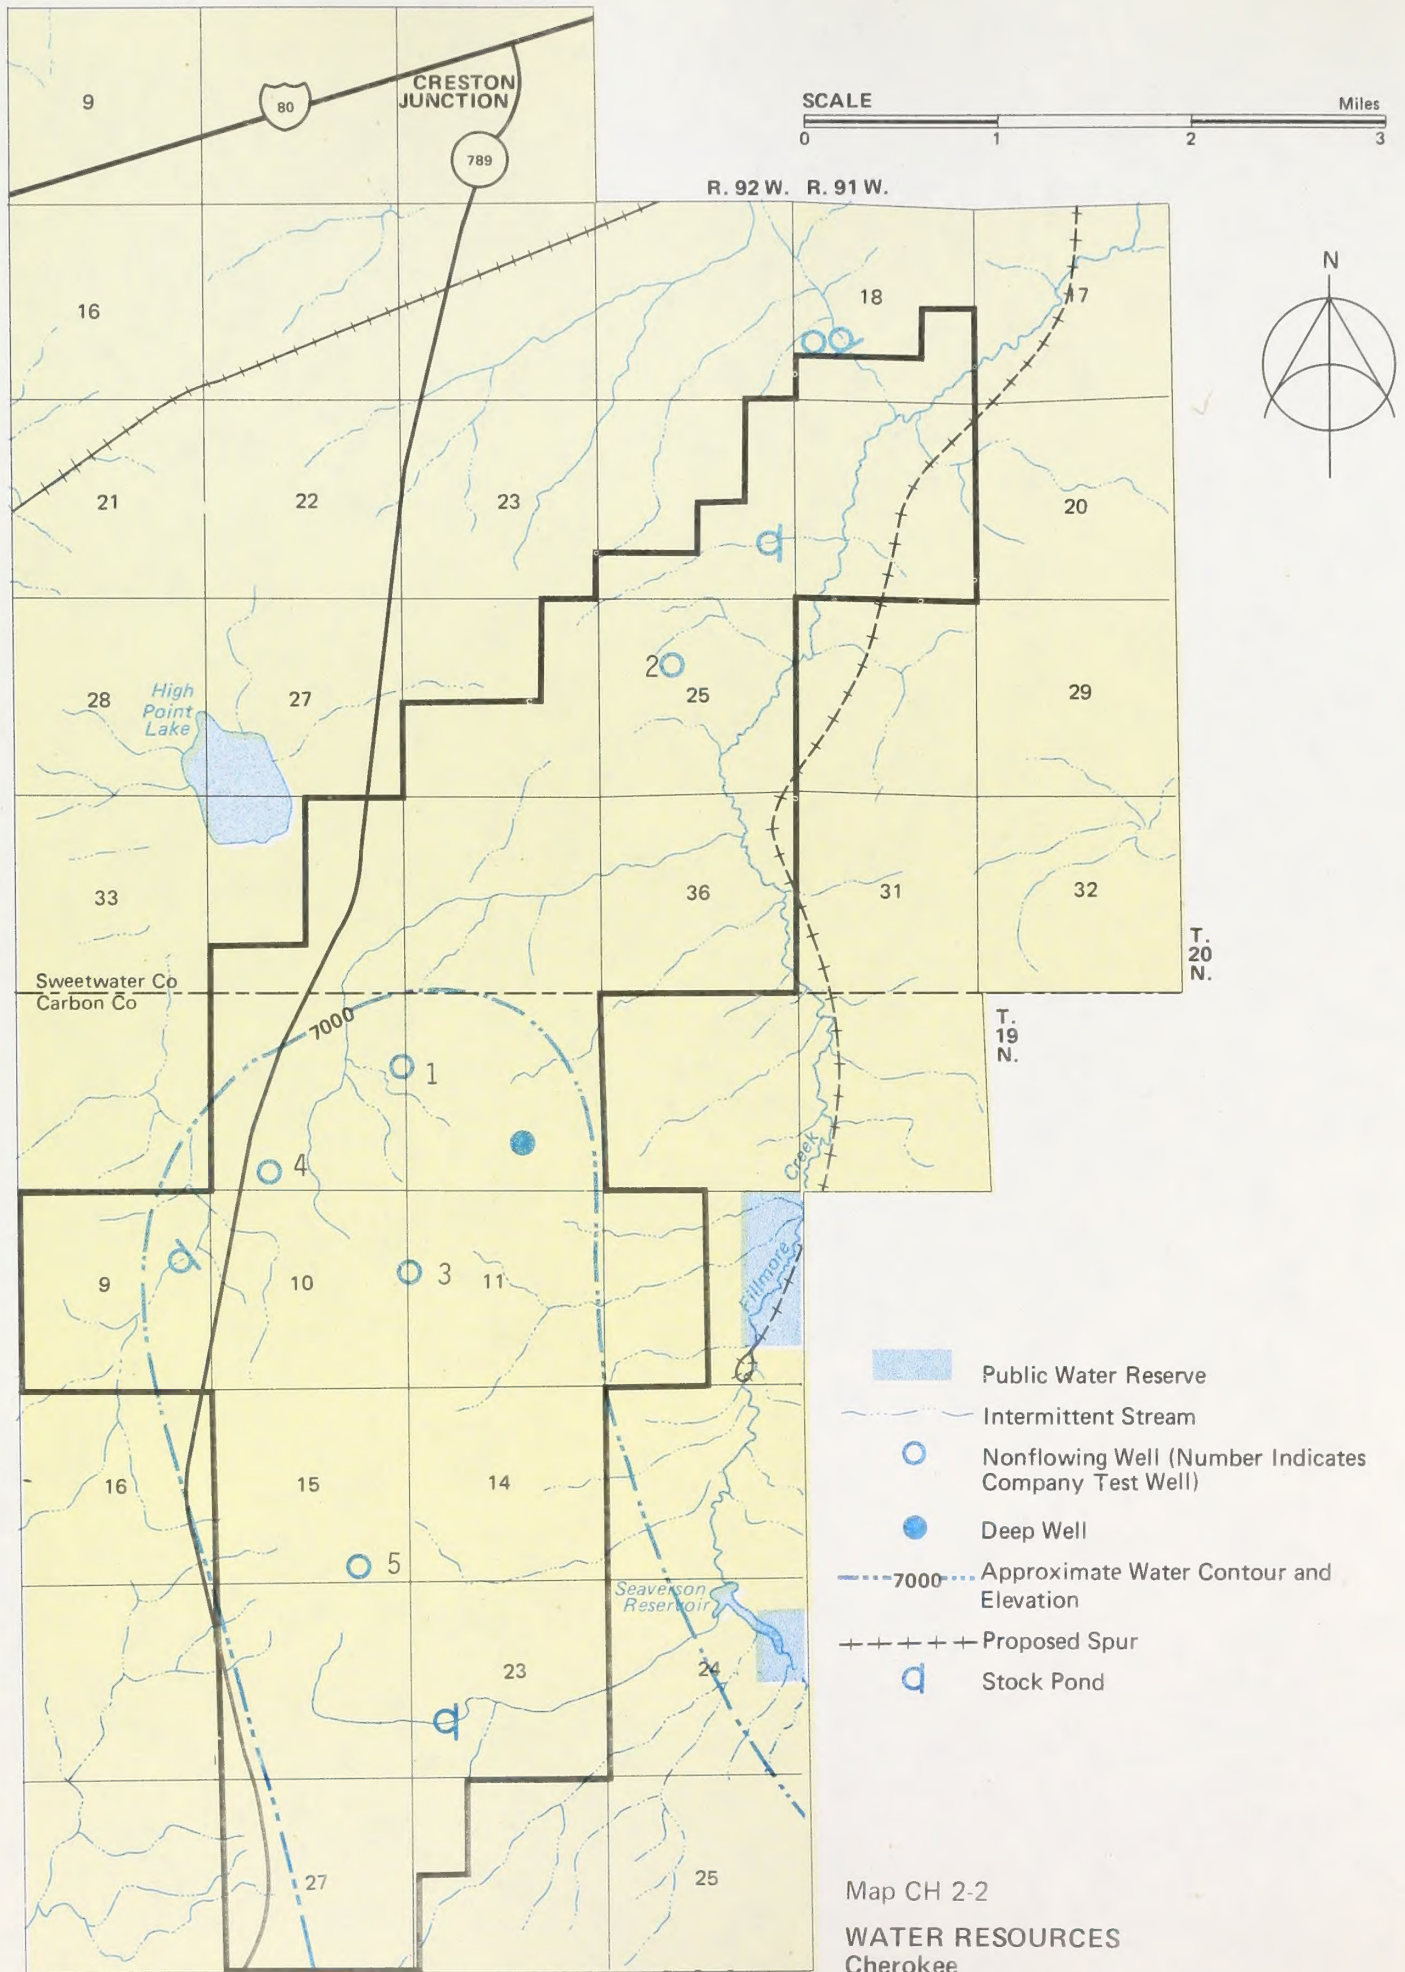 9
80
CRESTON
JUNCTION
789
SCALE
Miles
0 1 2 3
R. 92 W. R. 91 W.
N
16
18
17
21
22
23
20
2
25
28
High
Point
Lake
27
29
33
36
31
32
T.
20
N.
Sweetwater Co
Carbon Co
7000
T.
19
N.
1
4
Creek
9
10
3
11
Fillmore
16
15
14
5
Seaverson
Reservoir
23
24
27
25
Public Water Reserve
Intermittent Stream
Nonflowing Well (Number Indicates
Company Test Well)
Deep Well
7000 Approximate Water Contour and
Elevation
Proposed Spur
Stock Pond
Map CH 2-2
WATER RESOURCES
Cherokee